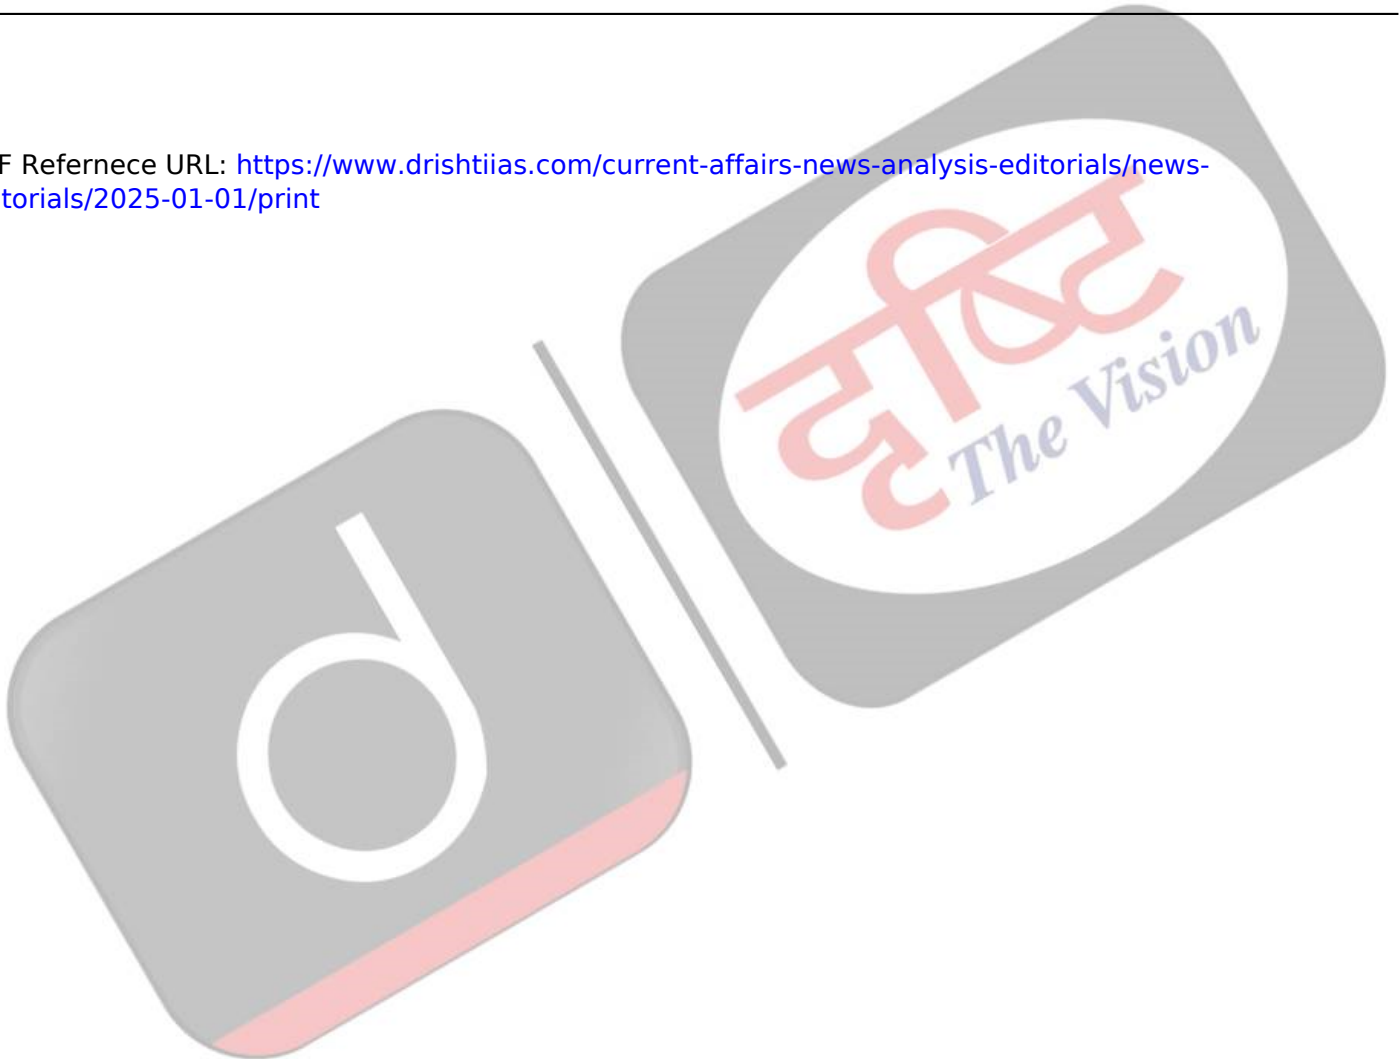 F Refernece URL: https://www.drishtiias.com/current-affairs-news-analysis-editorials/news-
torials/2025-01-01/print
दृष्टि
The Vision
d